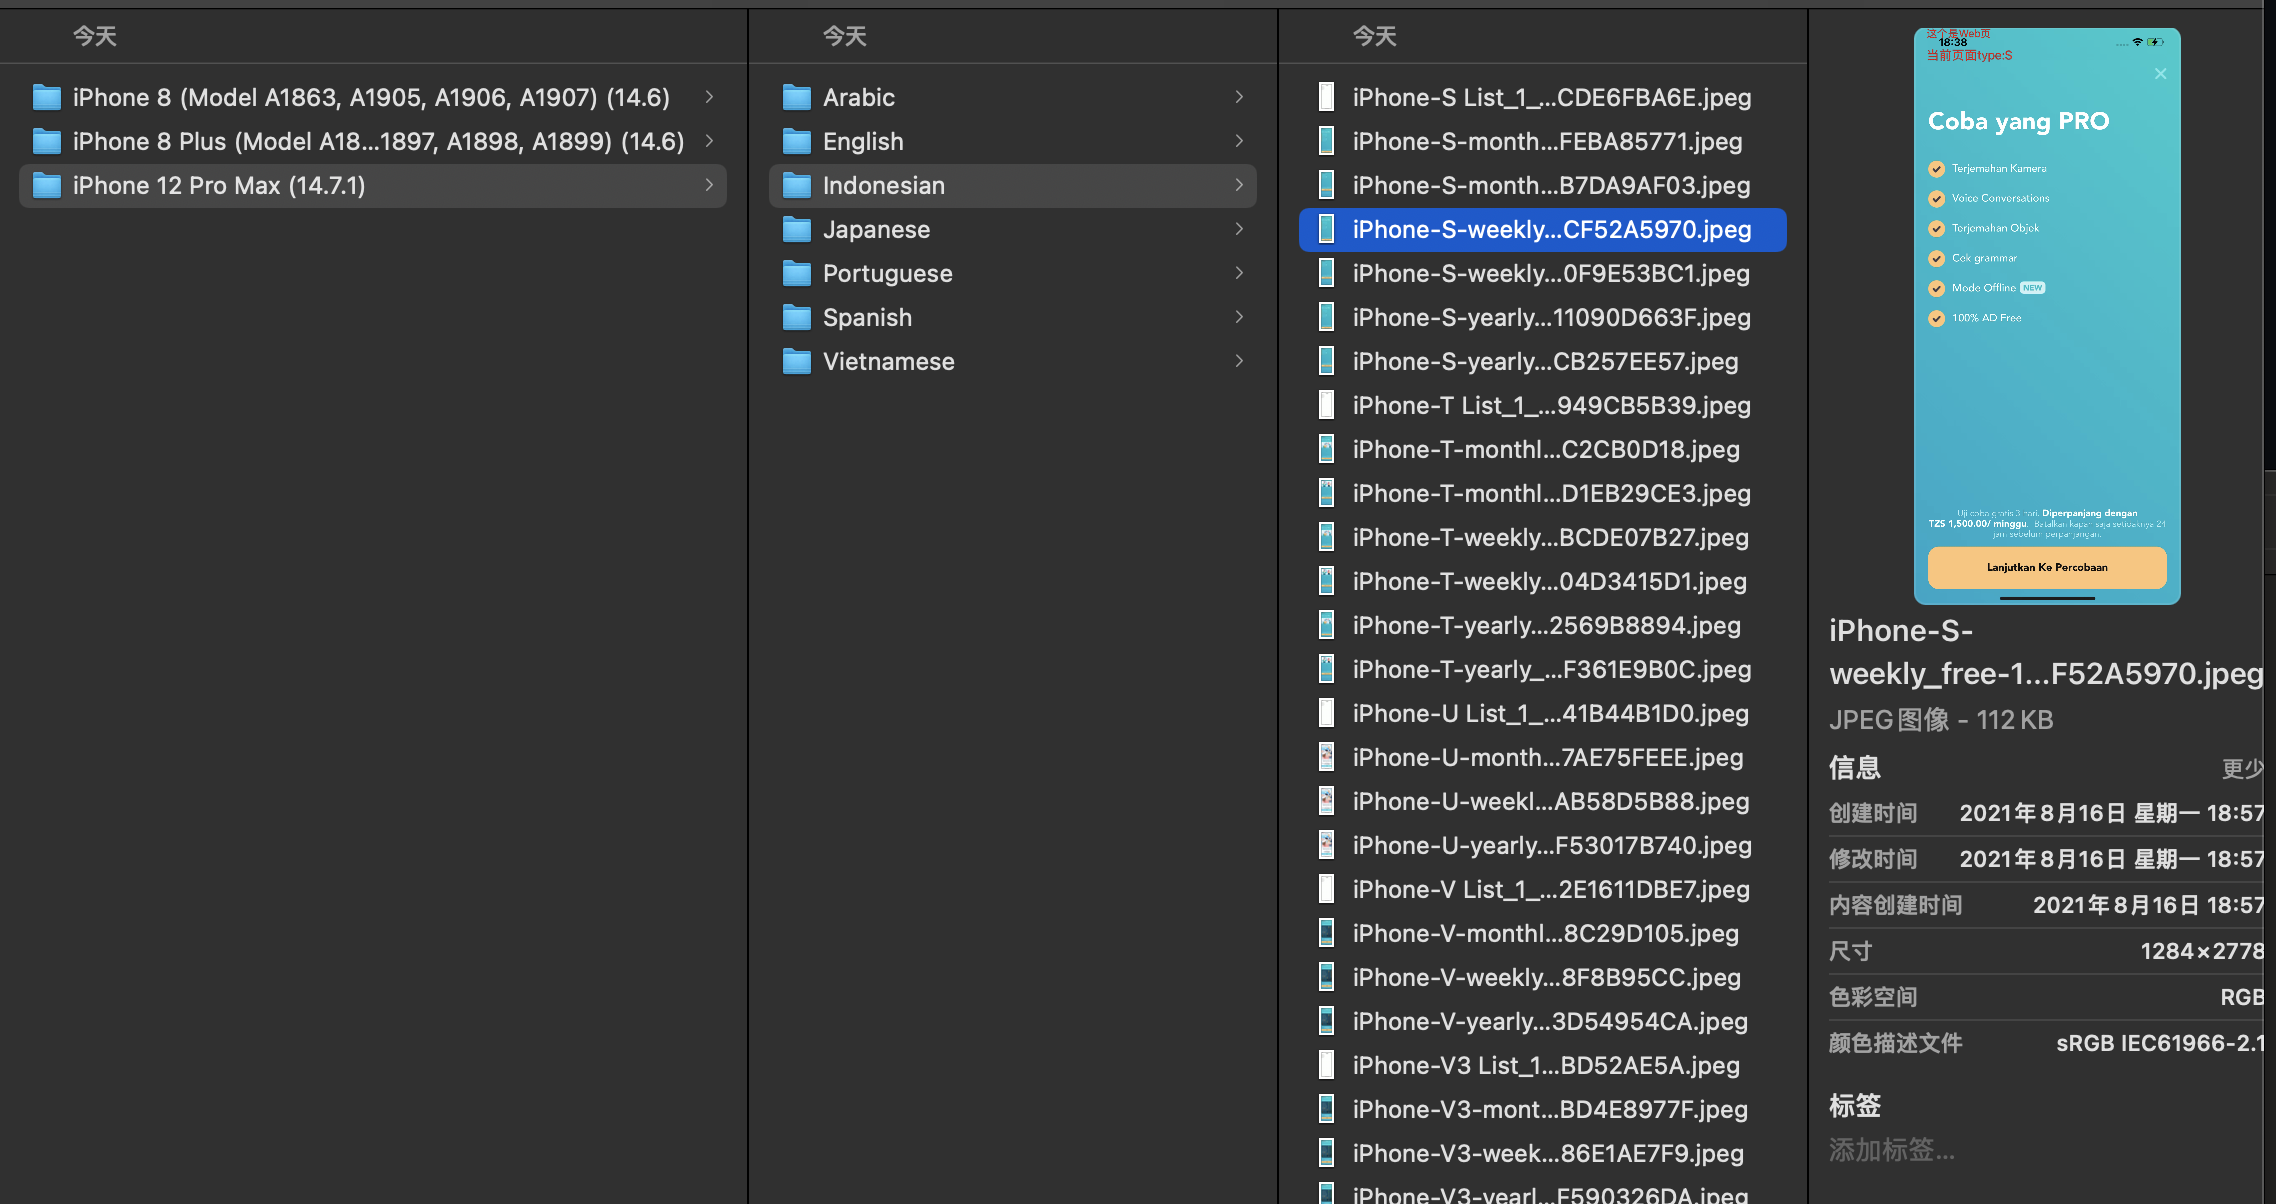 今天
iPhone 8 (Model A1863, A1905, A1906, A1907) (14.6)
iPhone 8 Plus (Model A18...1897, A1898, A1899) (14.6)
iPhone 12 Pro Max (14.7.1)
今天
Arabic
English
Indonesian
Japanese
Portuguese
Spanish
Vietnamese
今天
iPhone-S List_1_...CDE6FBA6E.jpeg
iPhone-S-month...FEBA85771.jpeg
iPhone-S-month...B7DA9AF03.jpeg
iPhone-S-weekly...CF52A5970.jpeg
iPhone-S-weekly...0F9E53BC1.jpeg
iPhone-S-yearly...11090D663F.jpeg
iPhone-S-yearly...CB257EE57.jpeg
iPhone-T List_1_...949CB5B39.jpeg
iPhone-T-monthl...C2CB0D18.jpeg
iPhone-T-monthl...D1EB29CE3.jpeg
iPhone-T-weekly...BCDE07B27.jpeg
iPhone-T-weekly...04D3415D1.jpeg
iPhone-T-yearly...2569B8894.jpeg
iPhone-T-yearly_...F361E9B0C.jpeg
iPhone-U List_1_...41B44B1D0.jpeg
iPhone-U-month...7AE75FEEE.jpeg
iPhone-U-weekl...AB58D5B88.jpeg
iPhone-U-yearly...F53017B740.jpeg
iPhone-V List_1_...2E1611DBE7.jpeg
iPhone-V-monthl...8C29D105.jpeg
iPhone-V-weekly...8F8B95CC.jpeg
iPhone-V-yearly...3D54954CA.jpeg
iPhone-V3 List_1...BD52AE5A.jpeg
iPhone-V3-mont...BD4E8977F.jpeg
iPhone-V3-week...86E1AE7F9.jpeg
iPhone-V3-yearl...F590326DA.jpeg
这个是Web页
18:38
当前页面type:S
Coba yang PRO
Terjemahan Kamera
Voice Conversations
Terjemahan Objek
Cek grammar
Mode Offline NEW
100% AD Free
Uji coba gratis 3 hari. Diperpanjang dengan
TZS 1,500.00/ minggu. Batalkan kapan saja setidaknya 24
jam sebelum perpanjangan.
Lanjutkan Ke Percobaan
iPhone-S-
weekly_free-1...F52A5970.jpeg
JPEG图像 - 112 KB
信息
更少
创建时间 2021年8月16日 星期一 18:57
修改时间 2021年8月16日 星期一 18:57
内容创建时间 2021年8月16日 18:57
尺寸 1284×2778
色彩空间 RGB
颜色描述文件 sRGB IEC61966-2.1
标签
添加标签...